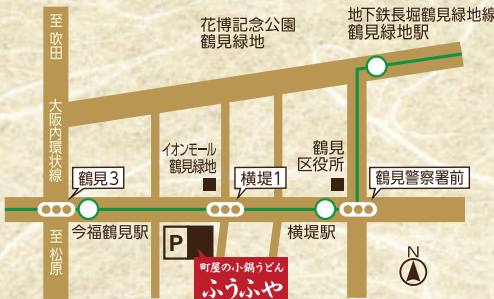 至 吹田
花博記念公園
鶴見緑地
地下鉄長堀鶴見緑地線
鶴見緑地駅
大阪内環状線
イオンモール
鶴見緑地
鶴見
区役所
鶴見3
横堤1
鶴見警察署前
今福鶴見駅
横堤駅
至 松原
P
町屋の小鍋うどん
ふうふや
N